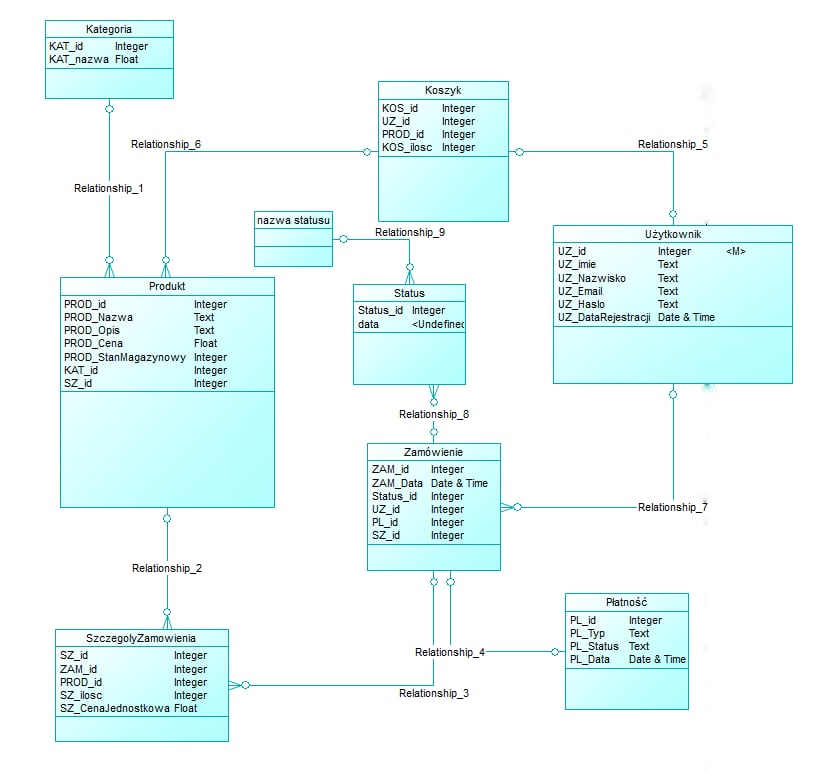 Kategoria
KAT_id Integer
KAT_nazwa Float
Koszyk
KOS_id Integer
UZ_id Integer
PROD_id Integer
KOS_ilosc Integer
Relationship_6
Relationship_5
Relationship_1
nazwa statusu
Relationship_9
Użytkownik
UZ_id Integer <M>
UZ_imie Text
UZ_Nazwisko Text
UZ_Email Text
UZ_Haslo Text
UZ_DataRejestracji Date & Time
Produkt
PROD_id Integer
PROD_Nazwa Text
PROD_Opis Text
PROD_Cena Float
PROD_StanMagazynowy Integer
KAT_id Integer
SZ_id Integer
Status
Status_id Integer
data <Undefined
Relationship_8
Zamówienie
ZAM_id Integer
ZAM_Data Date & Time
Status_id Integer
UZ_id Integer
PL_id Integer
SZ_id Integer
Relationship_7
Relationship_2
Płatność
PL_id Integer
PL_Typ Text
PL_Status Text
PL_Data Date & Time
SzczegolyZamowienia
SZ_id Integer
ZAM_id Integer
PROD_id Integer
SZ_ilosc Integer
SZ_CenaJednostkowa Float
Relationship_4
Relationship_3